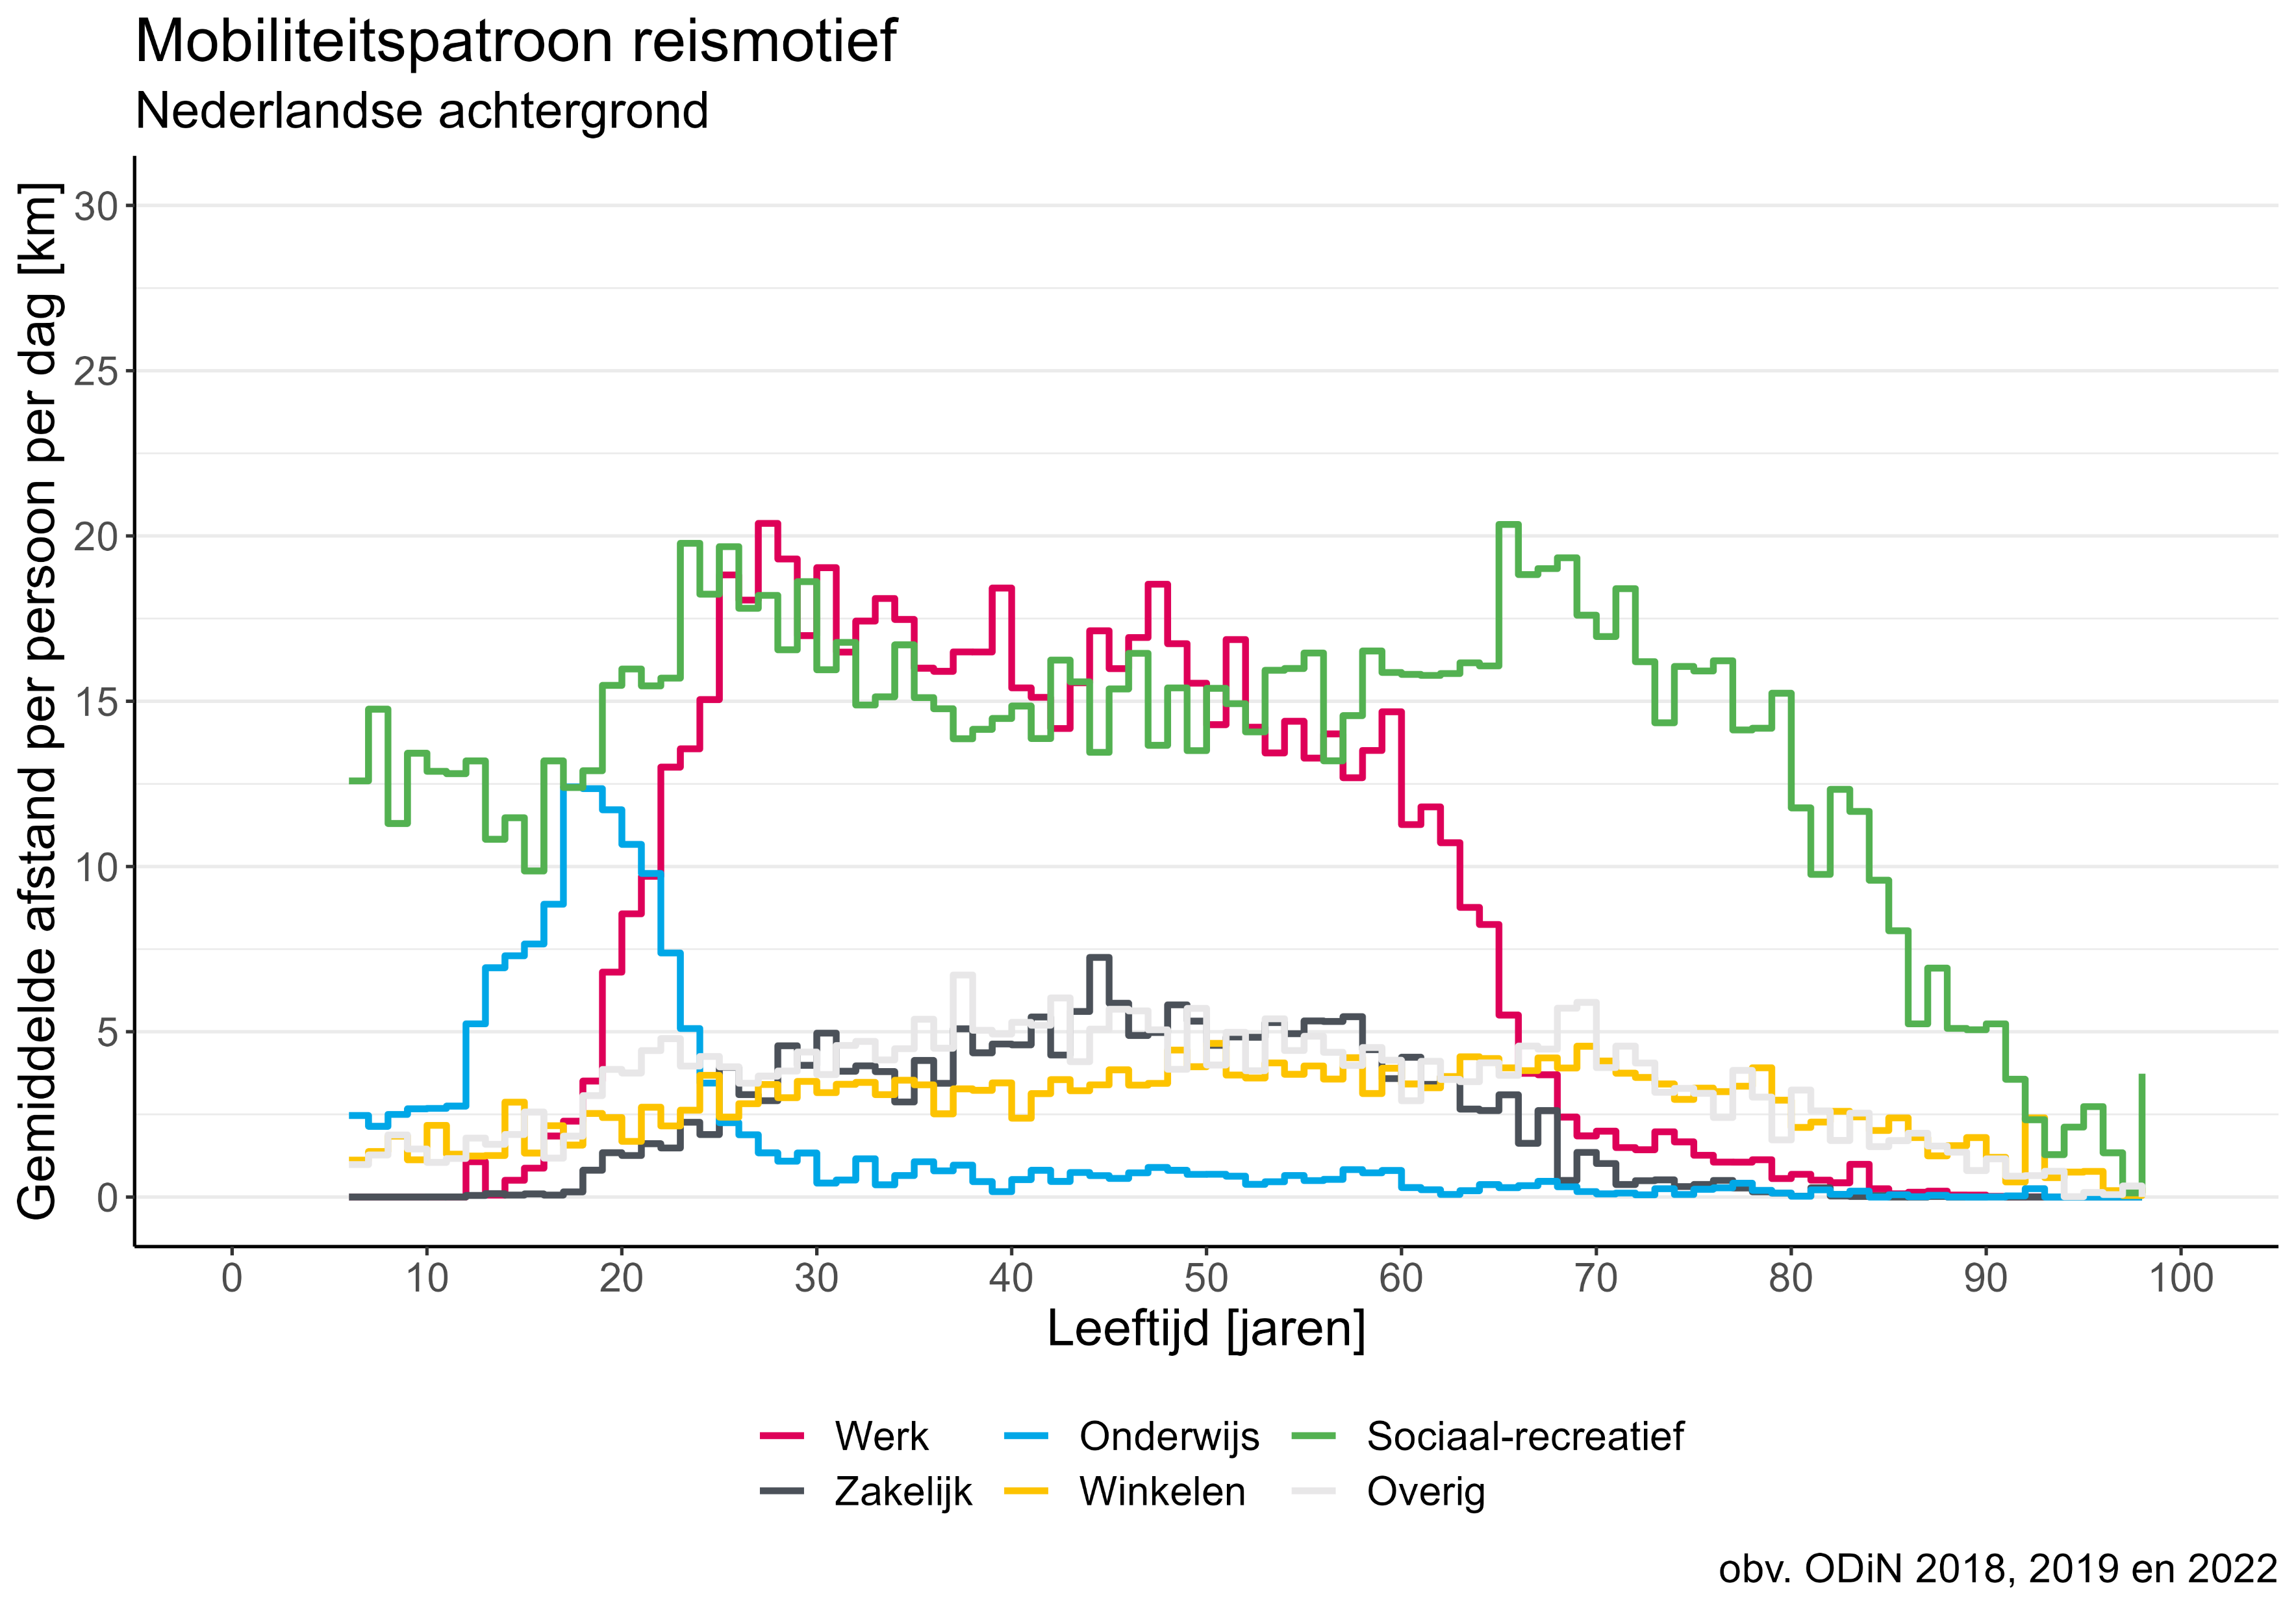 Mobiliteitspatroon reismotief
Nederlandse achtergrond
Gemiddelde afstand per persoon per dag [km]
30
25
20
15
10
5
0
0 10 20 30 40 50 60 70 80 90 100
Leeftijd [jaren]
Werk Onderwijs Sociaal-recreatief
Zakelijk Winkelen Overig
obv. ODiN 2018, 2019 en 2022